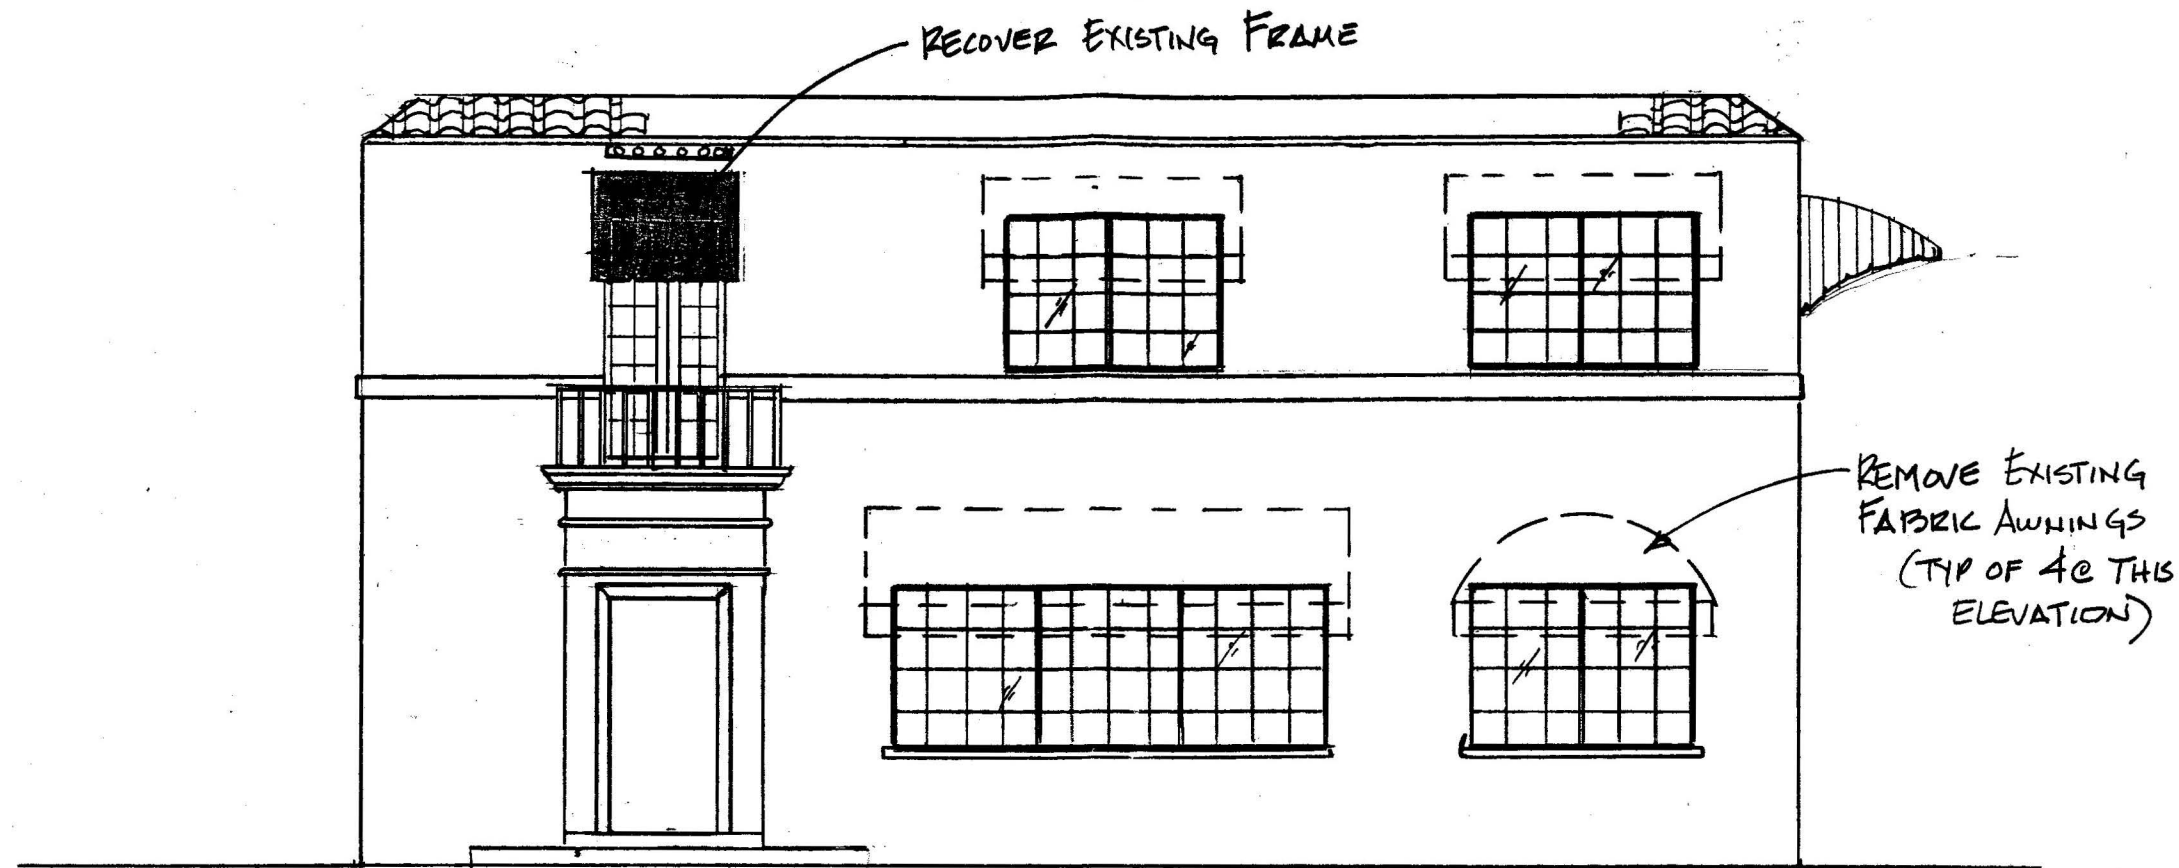 RECOVER EXISTING FRAME
REMOVE EXISTING
FABRIC AWNINGS
(TYP OF 4@ THIS
ELEVATION)